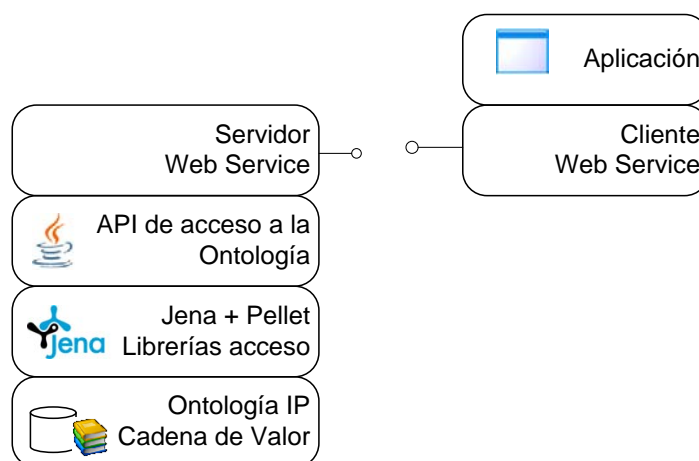 Aplicación
Servidor
Web Service
Cliente
Web Service
API de acceso a la
Ontología
Jena + Pellet
Jena
Librerías acceso
Ontología IP
Cadena de Valor